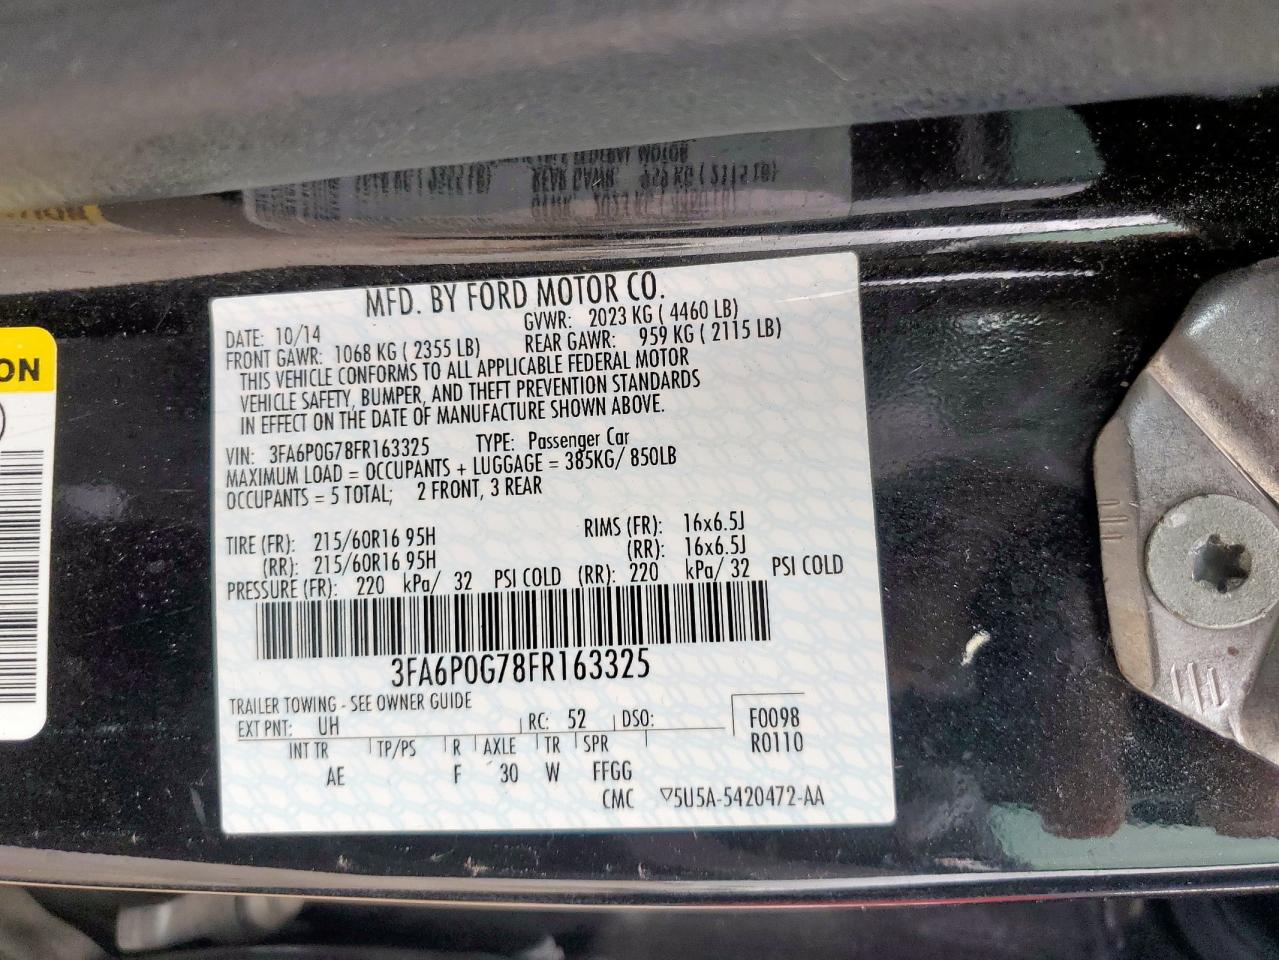 MFD. BY FORD MOTOR CO.
DATE: 10/14 GVWR: 2023 KG ( 4460 LB)
FRONT GAWR: 1068 KG ( 2355 LB) REAR GAWR: 959 KG ( 2115 LB)
THIS VEHICLE CONFORMS TO ALL APPLICABLE FEDERAL MOTOR
VEHICLE SAFETY, BUMPER, AND THEFT PREVENTION STANDARDS
IN EFFECT ON THE DATE OF MANUFACTURE SHOWN ABOVE.
VIN: 3FA6P0G78FR163325 TYPE: Passenger Car
MAXIMUM LOAD = OCCUPANTS + LUGGAGE = 385KG/ 850LB
OCCUPANTS = 5 TOTAL; 2 FRONT, 3 REAR
TIRE (FR): 215/60R16 95H RIMS (FR): 16x6.5J
(RR): 215/60R16 95H (RR): 16x6.5J
PRESSURE (FR): 220 kPa/ 32 PSI COLD (RR): 220 kPa/ 32 PSI COLD
3FA6P0G78FR163325
TRAILER TOWING - SEE OWNER GUIDE
EXT PNT: UH RC: 52 DSO: F0098
INT TR TP/PS R AXLE TR SPR R0110
AE F 30 W FFGG
CMC ▽5U5A-5420472-AA
ON